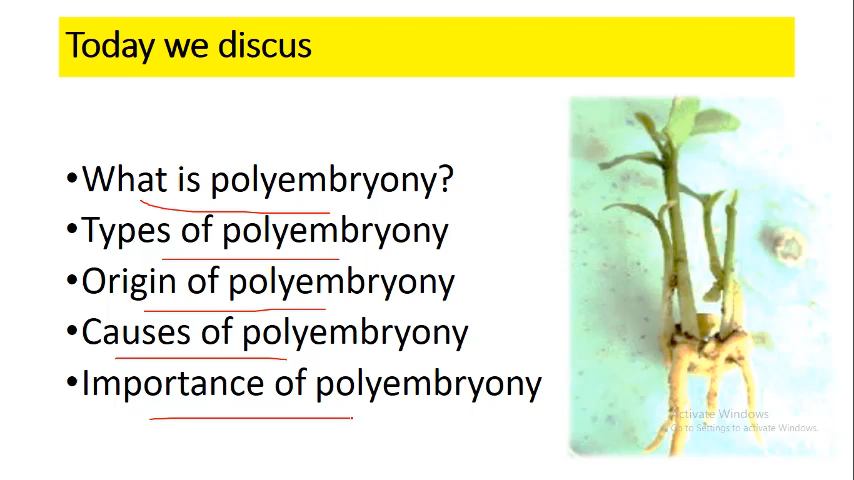 Today we discus
•What is polyembryony?
•Types of polyembryony
•Origin of polyembryony
•Causes of polyembryony
•Importance of polyembryony
Activate Windows
Go to Settings to activate Windows.